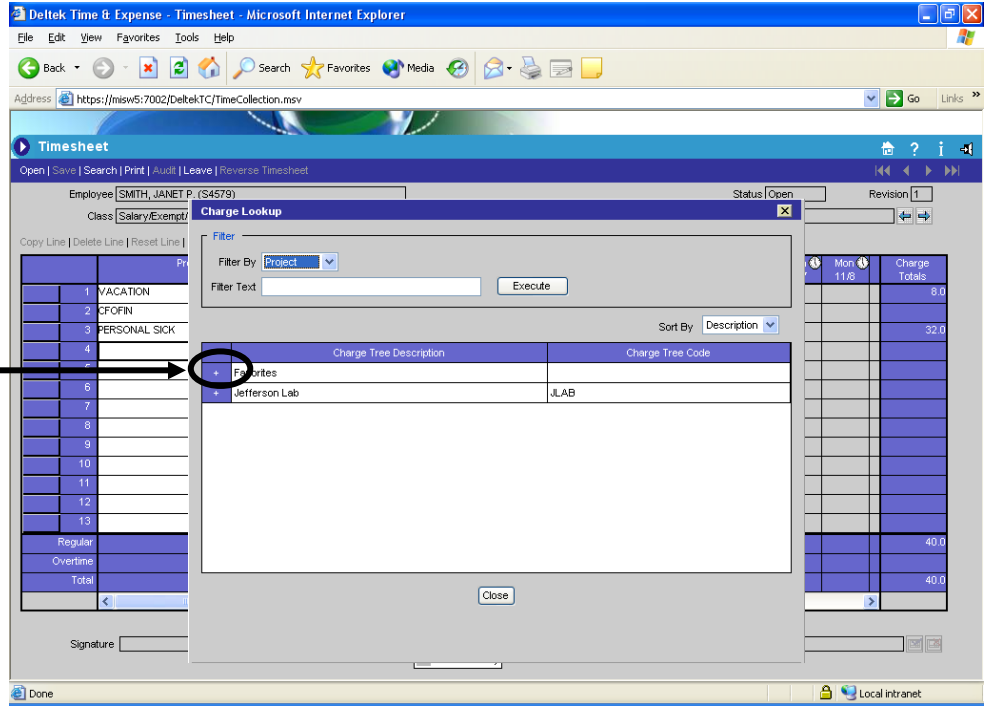 Deltek Time & Expense - Timesheet - Microsoft Internet Explorer
File Edit View Favorites Tools Help
Back Search Favorites Media
Address https://misw5:7002/DeltekTC/TimeCollection.msv Go Links »
Timesheet ? i
Open | Save | Search | Print | Audit | Leave | Reverse Timesheet
Employee SMITH, JANET P. (S4579) Status Open Revision 1
Class Salary/Exempt/
Copy Line | Delete Line | Reset Line |
Charge Lookup
Filter
Filter By Project
Filter Text Execute
Sort By Description
Charge Tree Description Charge Tree Code
+ Favorites
+ Jefferson Lab JLAB
Close
Mon 11/8 Charge Totals
1 VACATION 8.0
2 CFOFIN
3 PERSONAL SICK 32.0
4
6
7
8
9
10
11
12
13
Regular 40.0
Overtime
Total 40.0
Signature
Done Local intranet